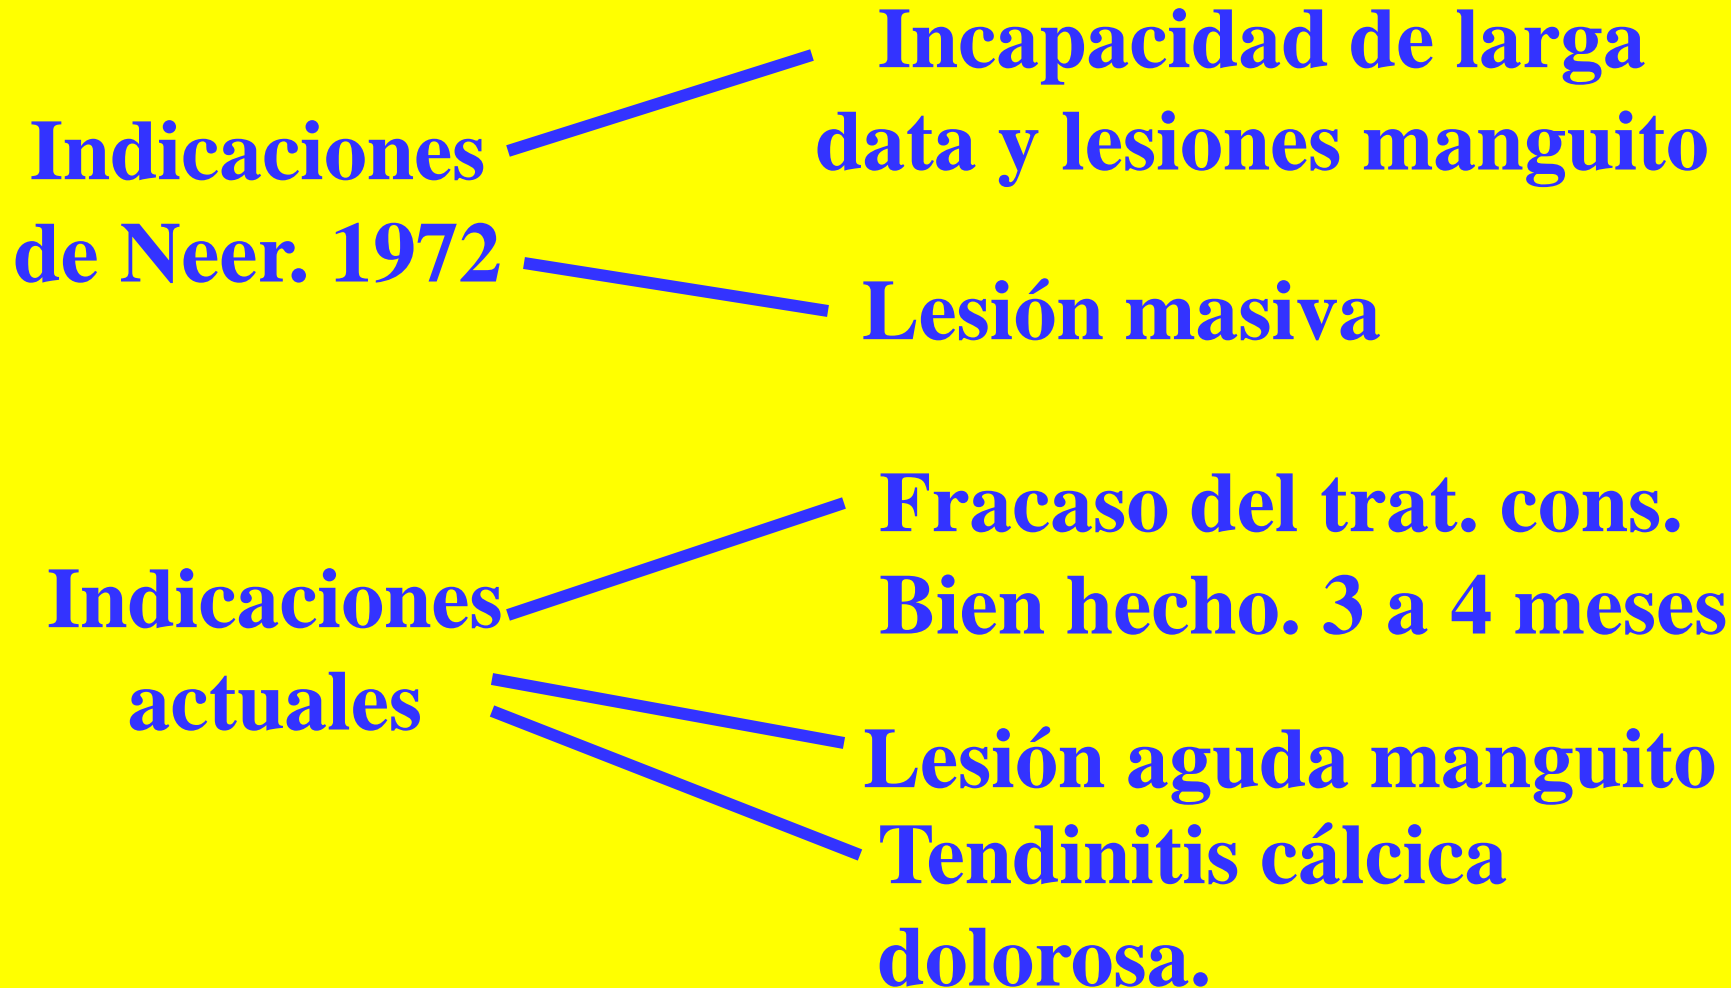 Indicaciones
de Neer. 1972
Incapacidad de larga
data y lesiones manguito
Lesión masiva
Indicaciones
actuales
Fracaso del trat. cons.
Bien hecho. 3 a 4 meses
Lesión aguda manguito
Tendinitis cálcica
dolorosa.